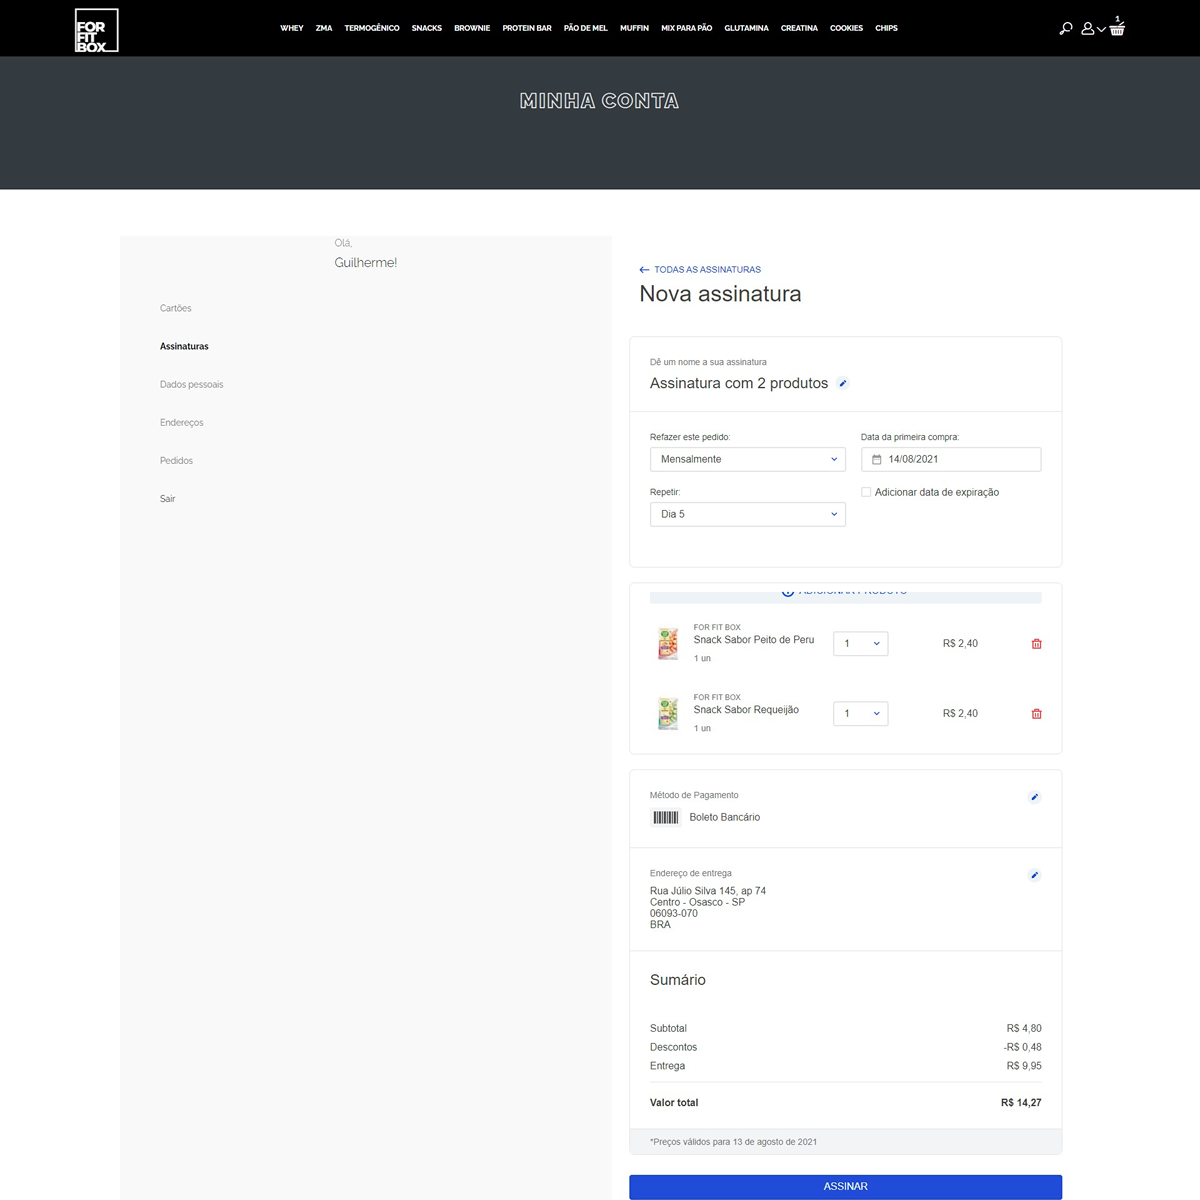 FOR
FIT
BOX
WHEY ZMA TERMOGÊNICO SNACKS BROWNIE PROTEIN BAR PÃO DE MEL MUFFIN MIX PARA PÃO GLUTAMINA CREATINA COOKIES CHIPS
1
MINHA CONTA
Olá,
Guilherme!
Cartões
Assinaturas
Dados pessoais
Endereços
Pedidos
Sair
TODAS AS ASSINATURAS
Nova assinatura
Dê um nome a sua assinatura
Assinatura com 2 produtos
Refazer este pedido:
Mensalmente
Data da primeira compra:
14/08/2021
Repetir:
Dia 5
Adicionar data de expiração
ADICIONAR PRODUTO
FOR FIT BOX
Snack Sabor Peito de Peru
1 un
1
R$ 2,40
FOR FIT BOX
Snack Sabor Requeijão
1 un
1
R$ 2,40
Método de Pagamento
Boleto Bancário
Endereço de entrega
Rua Júlio Silva 145, ap 74
Centro - Osasco - SP
06093-070
BRA
Sumário
Subtotal R$ 4,80
Descontos -R$ 0,48
Entrega R$ 9,95
Valor total R$ 14,27
*Preços válidos para 13 de agosto de 2021
ASSINAR